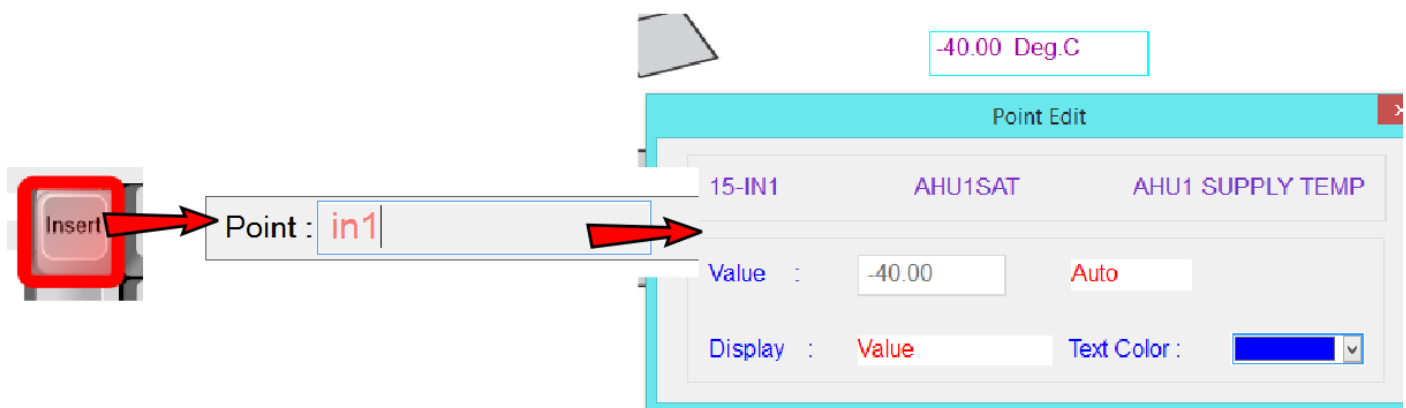 -40.00 Deg.C
Point Edit
Insert
Point : in1
15-IN1 AHU1SAT AHU1 SUPPLY TEMP
Value : -40.00 Auto
Display : Value Text Color :